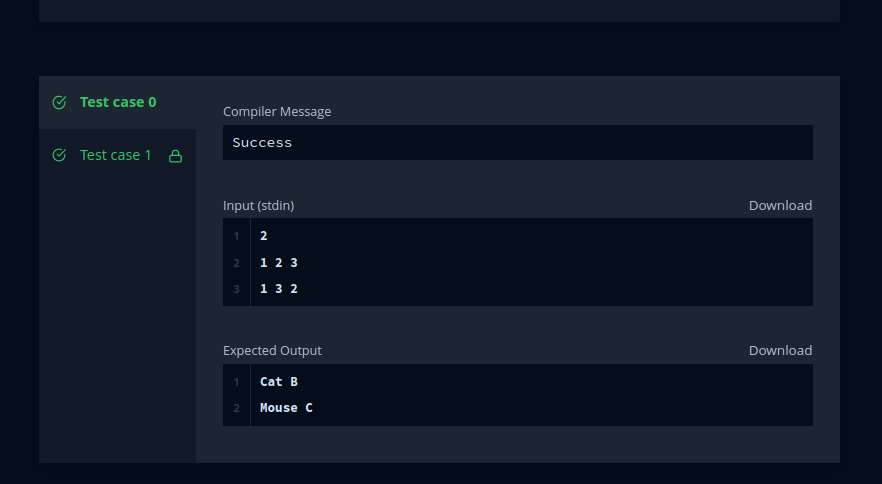 Test case 0
Test case 1
Compiler Message
Success
Input (stdin)
Download
1 2
2 1 2 3
3 1 3 2
Expected Output
Download
1 Cat B
2 Mouse C